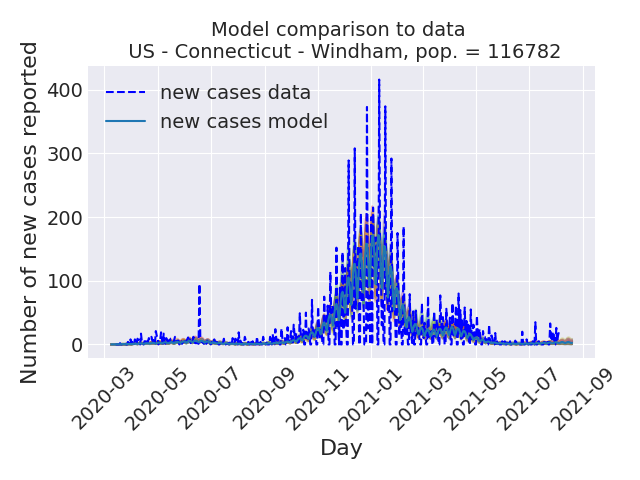 Model comparison to data
US - Connecticut - Windham, pop. = 116782
Number of new cases reported
400
300
200
100
0
new cases data
new cases model
2020-03
2020-05
2020-07
2020-09
2020-11
2021-01
2021-03
2021-05
2021-07
2021-09
Day